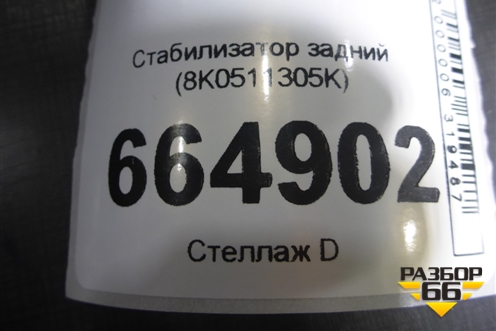 Стабилизатор задний
(8K0511305K)
664902
Стеллаж D
РАЗБОР
66